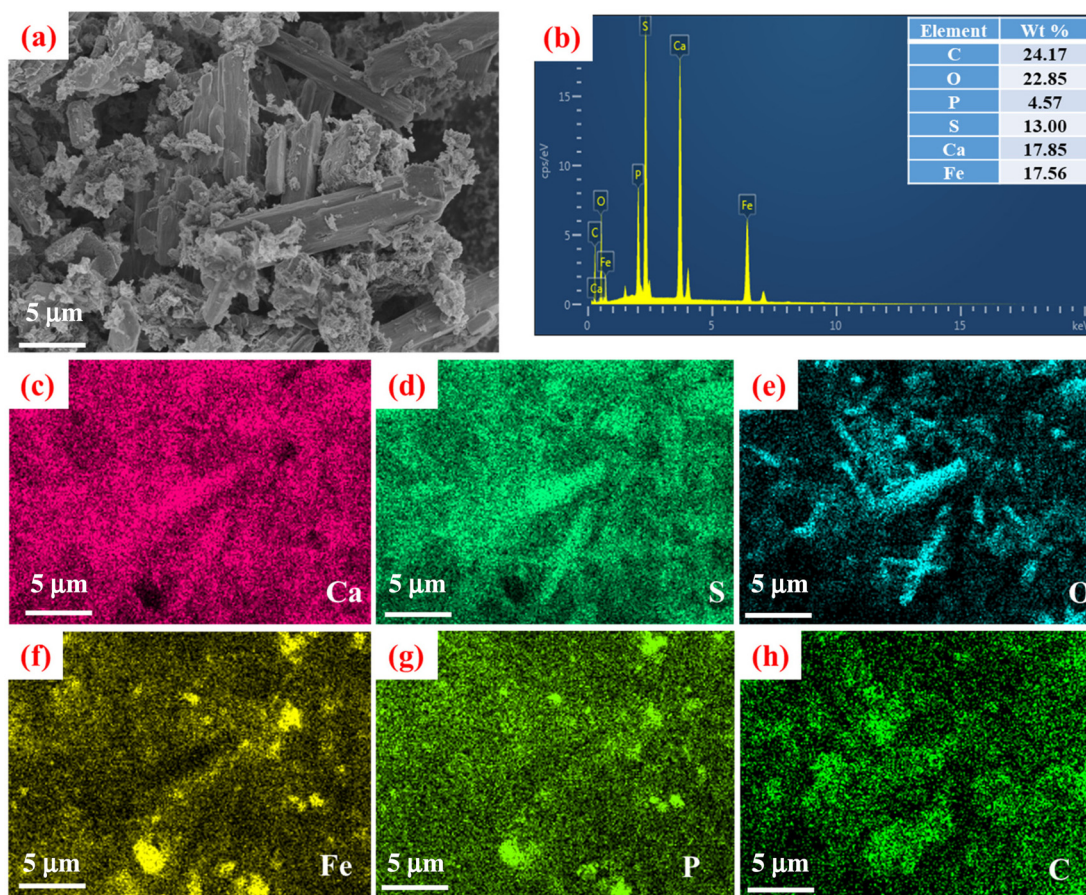 (a)
5 µm
(b)
cps/eV
15
10
5
0
S
Ca
P
O
C
Fe
Ca
Fe
0
5
10
15
keV
Element Wt %
C 24.17
O 22.85
P 4.57
S 13.00
Ca 17.85
Fe 17.56
(c)
5 µm
Ca
(d)
5 µm
S
(e)
5 µm
O
(f)
5 µm
Fe
(g)
5 µm
P
(h)
5 µm
C